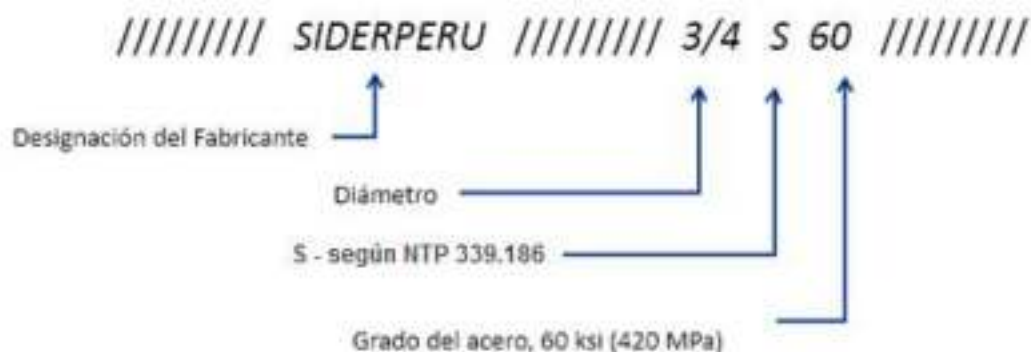 ///////// SIDERPERU ///////// 3/4 S 60 /////////
Designación del Fabricante
Diámetro
S - según NTP 339.186
Grado del acero, 60 ksi (420 MPa)